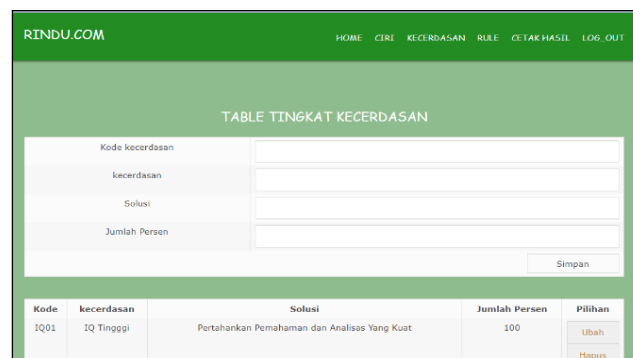 RINDU.COM HOME CIRI KECERDASAN RULE CETAK HASIL LOG_OUT
TABLE TINGKAT KECERDASAN
Kode kecerdasan
kecerdasan
Solusi
Jumlah Persen
Simpan
Kode kecerdasan Solusi Jumlah Persen Pilihan
IQ01 IQ Tingggi Pertahankan Pemahaman dan Analisas Yang Kuat 100 Ubah
Hapus